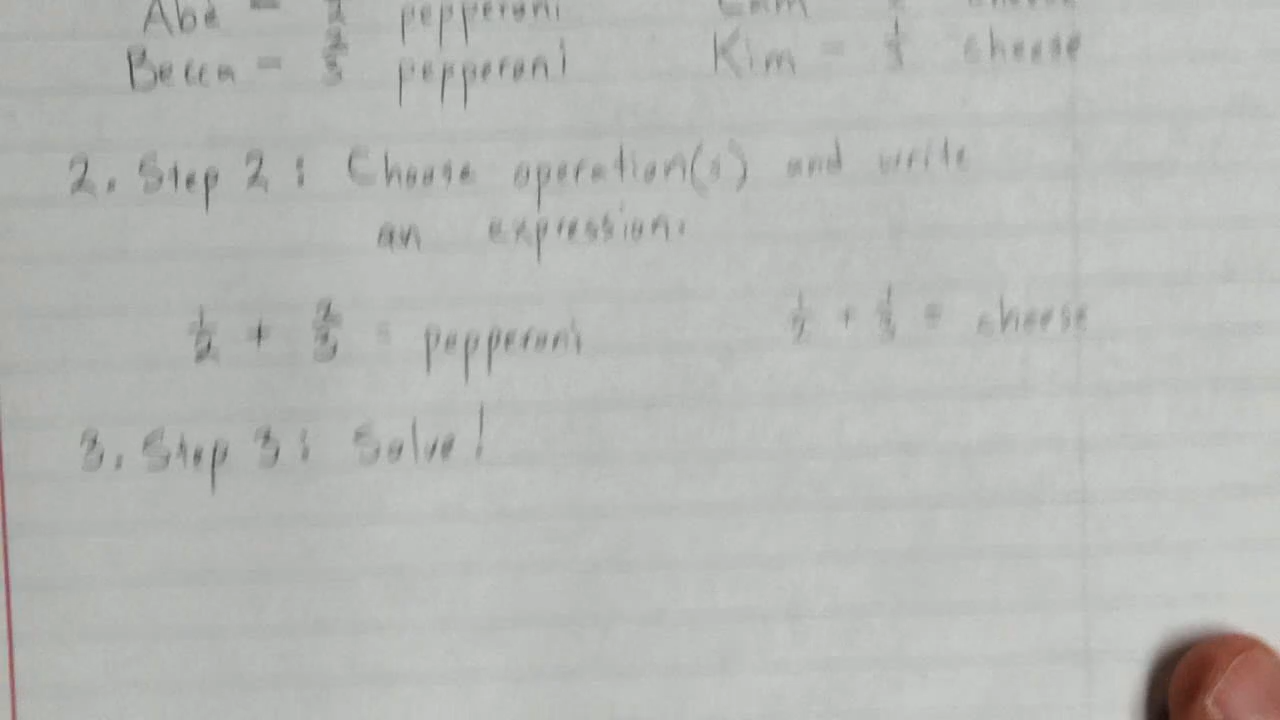 Abe = pepperoni
Becca = 2/3 pepperoni Kim = cheese
2. Step 2: Choose operation(s) and write
an expression.
1/2 + 2/3 = pepperoni 1/2 + 1/3 = cheese
3. Step 3: Solve!